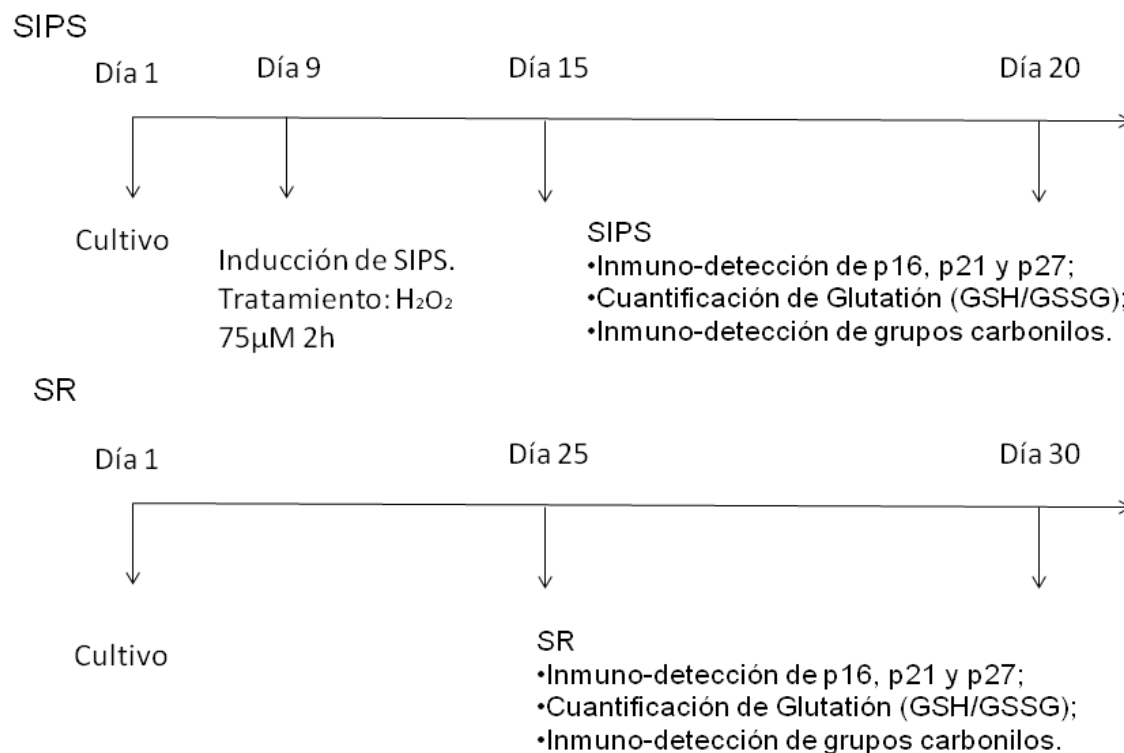 SIPS
Día 1
Día 9
Día 15
Día 20
Cultivo
Inducción de SIPS.
Tratamiento: H₂O₂
75µM 2h
SIPS
•Inmuno-detección de p16, p21 y p27;
•Cuantificación de Glutatión (GSH/GSSG);
•Inmuno-detección de grupos carbonilos.
SR
Día 1
Día 25
Día 30
Cultivo
SR
•Inmuno-detección de p16, p21 y p27;
•Cuantificación de Glutatión (GSH/GSSG);
•Inmuno-detección de grupos carbonilos.